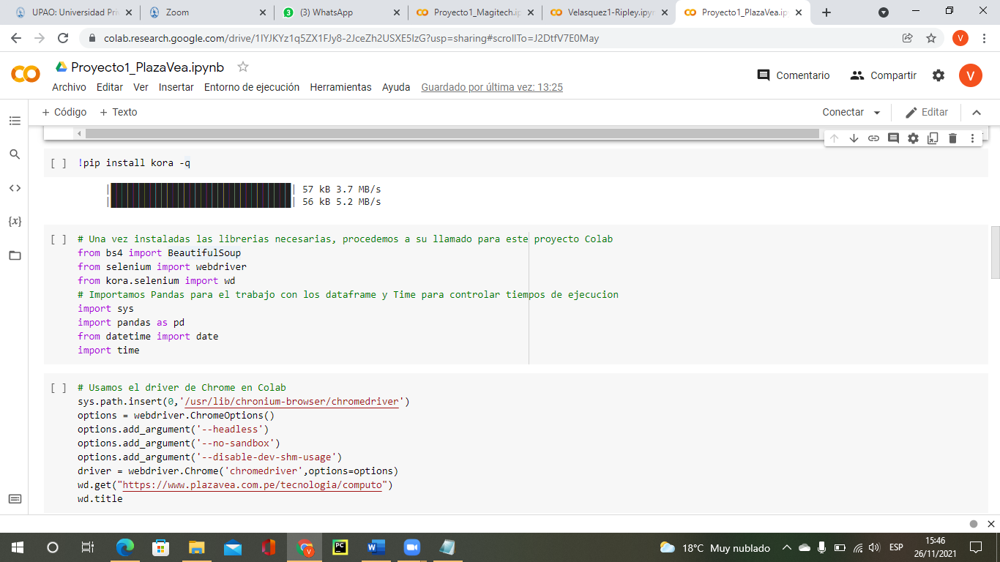 UPAO: Universidad Pri
Zoom
(3) WhatsApp
Proyecto1_Magitech.ip
Velasquez1-Ripley.ipyn
Proyecto1_PlazaVea.ip
colab.research.google.com/drive/1IYJKYz1q5ZX1FJy8-2JceZh2USXE5IzG?usp=sharing#scrollTo=J2DtfV7E0May
V
Proyecto1_PlazaVea.ipynb
Comentario
Compartir
V
Archivo Editar Ver Insertar Entorno de ejecución Herramientas Ayuda Guardado por última vez: 13:25
+ Código + Texto
Conectar
Editar
[ ] !pip install kora -q
57 kB 3.7 MB/s
56 kB 5.2 MB/s
[ ] # Una vez instaladas las librerias necesarias, procedemos a su llamado para este proyecto Colab
from bs4 import BeautifulSoup
from selenium import webdriver
from kora.selenium import wd
# Importamos Pandas para el trabajo con los dataframe y Time para controlar tiempos de ejecucion
import sys
import pandas as pd
from datetime import date
import time
[ ] # Usamos el driver de Chrome en Colab
sys.path.insert(0,'/usr/lib/chronium-browser/chromedriver')
options = webdriver.ChromeOptions()
options.add_argument('--headless')
options.add_argument('--no-sandbox')
options.add_argument('--disable-dev-shm-usage')
driver = webdriver.Chrome('chromedriver',options=options)
wd.get("https://www.plazavea.com.pe/tecnologia/computo")
wd.title
18°C Muy nublado
ESP
15:46
26/11/2021